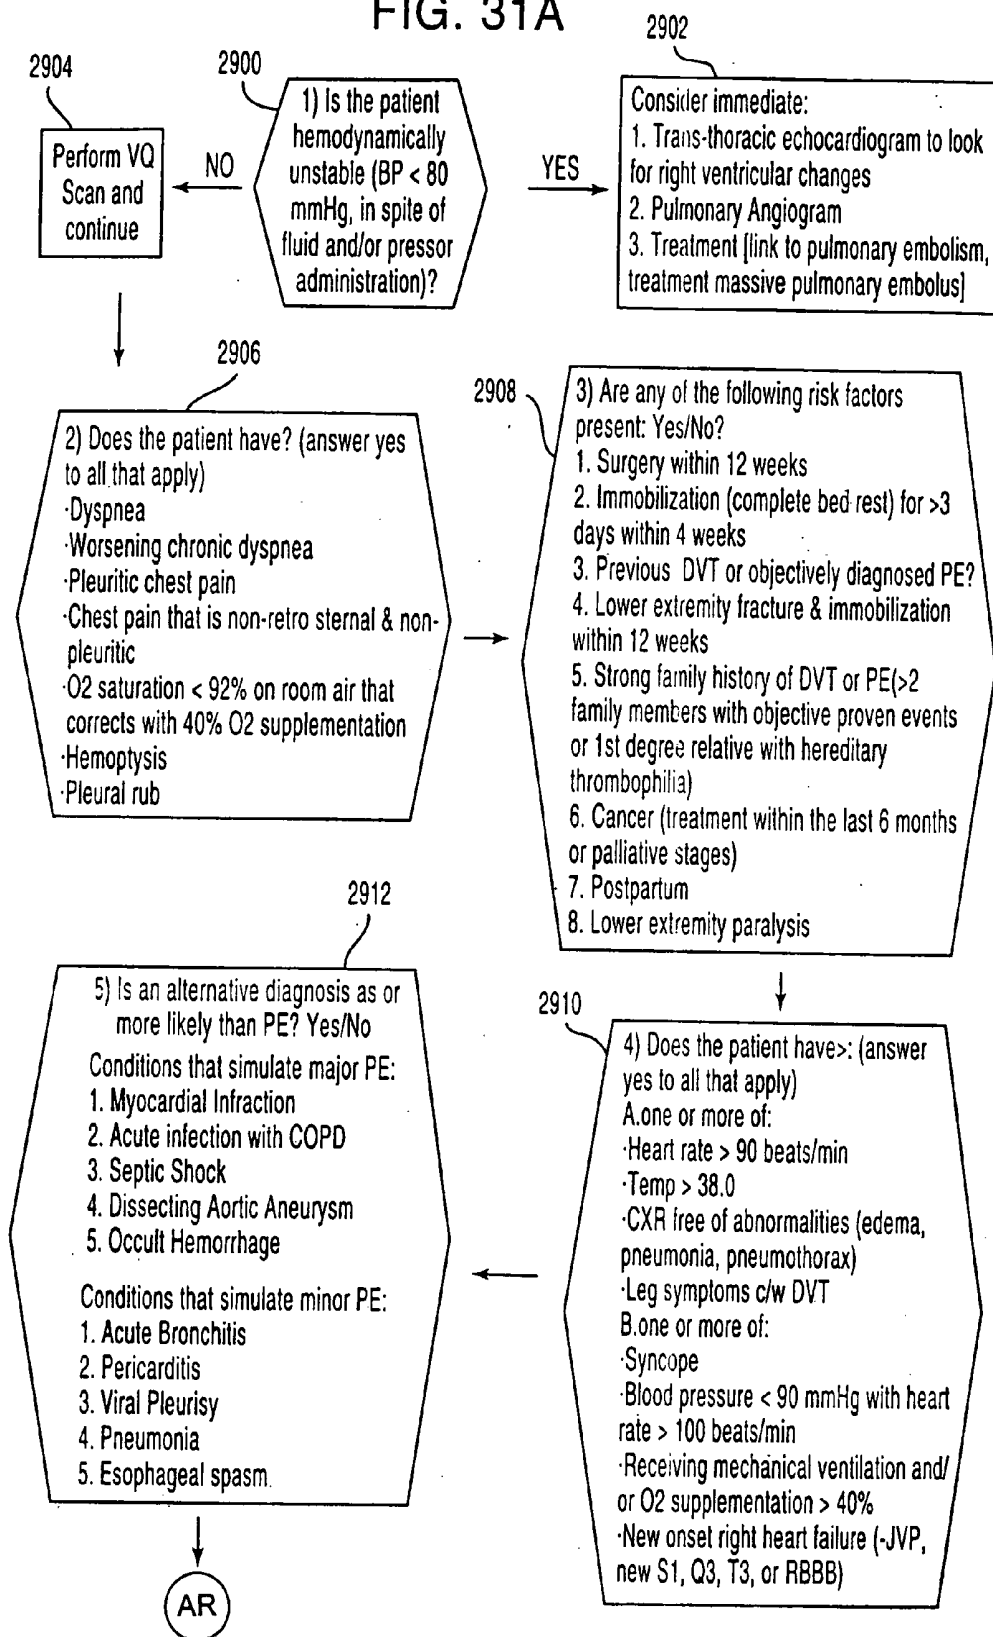 FIG. 31A
2904
2900
2902
Perform VQ
Scan and
continue
NO
1) Is the patient
hemodynamically
unstable (BP < 80
mmHg, in spite of
fluid and/or pressor
administration)?
YES
Consider immediate:
1. Trans-thoracic echocardiogram to look
for right ventricular changes
2. Pulmonary Angiogram
3. Treatment [link to pulmonary embolism,
treatment massive pulmonary embolus]
2906
2) Does the patient have? (answer yes
to all that apply)
·Dyspnea
·Worsening chronic dyspnea
·Pleuritic chest pain
·Chest pain that is non-retro sternal & non-
pleuritic
·O2 saturation < 92% on room air that
corrects with 40% O2 supplementation
·Hemoptysis
·Pleural rub
2908
3) Are any of the following risk factors
present: Yes/No?
1. Surgery within 12 weeks
2. Immobilization (complete bed rest) for >3
days within 4 weeks
3. Previous DVT or objectively diagnosed PE?
4. Lower extremity fracture & immobilization
within 12 weeks
5. Strong family history of DVT or PE(>2
family members with objective proven events
or 1st degree relative with hereditary
thrombophilia)
6. Cancer (treatment within the last 6 months
or palliative stages)
7. Postpartum
8. Lower extremity paralysis
2910
4) Does the patient have>: (answer
yes to all that apply)
A.one or more of:
·Heart rate > 90 beats/min
·Temp > 38.0
·CXR free of abnormalities (edema,
pneumonia, pneumothorax)
·Leg symptoms c/w DVT
B.one or more of:
·Syncope
·Blood pressure < 90 mmHg with heart
rate > 100 beats/min
·Receiving mechanical ventilation and/
or O2 supplementation > 40%
·New onset right heart failure (-JVP,
new S1, Q3, T3, or RBBB)
2912
5) Is an alternative diagnosis as or
more likely than PE? Yes/No
Conditions that simulate major PE:
1. Myocardial Infraction
2. Acute infection with COPD
3. Septic Shock
4. Dissecting Aortic Aneurysm
5. Occult Hemorrhage
Conditions that simulate minor PE:
1. Acute Bronchitis
2. Pericarditis
3. Viral Pleurisy
4. Pneumonia
5. Esophageal spasm
AR